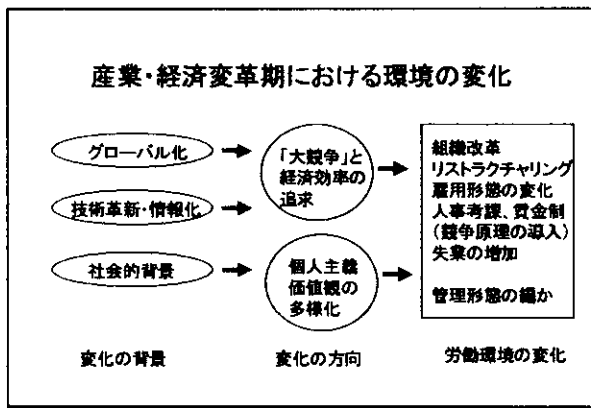 産業・経済変革期における環境の変化
グローバル化
技術革新・情報化
社会的背景
「大競争」と
経済効率の
追求
個人主義
価値観の
多様化
組織改革
リストラクチャリング
雇用形態の変化
人事考課、賃金制
(競争原理の導入)
失業の増加
管理形態の編か
変化の背景
変化の方向
労働環境の変化